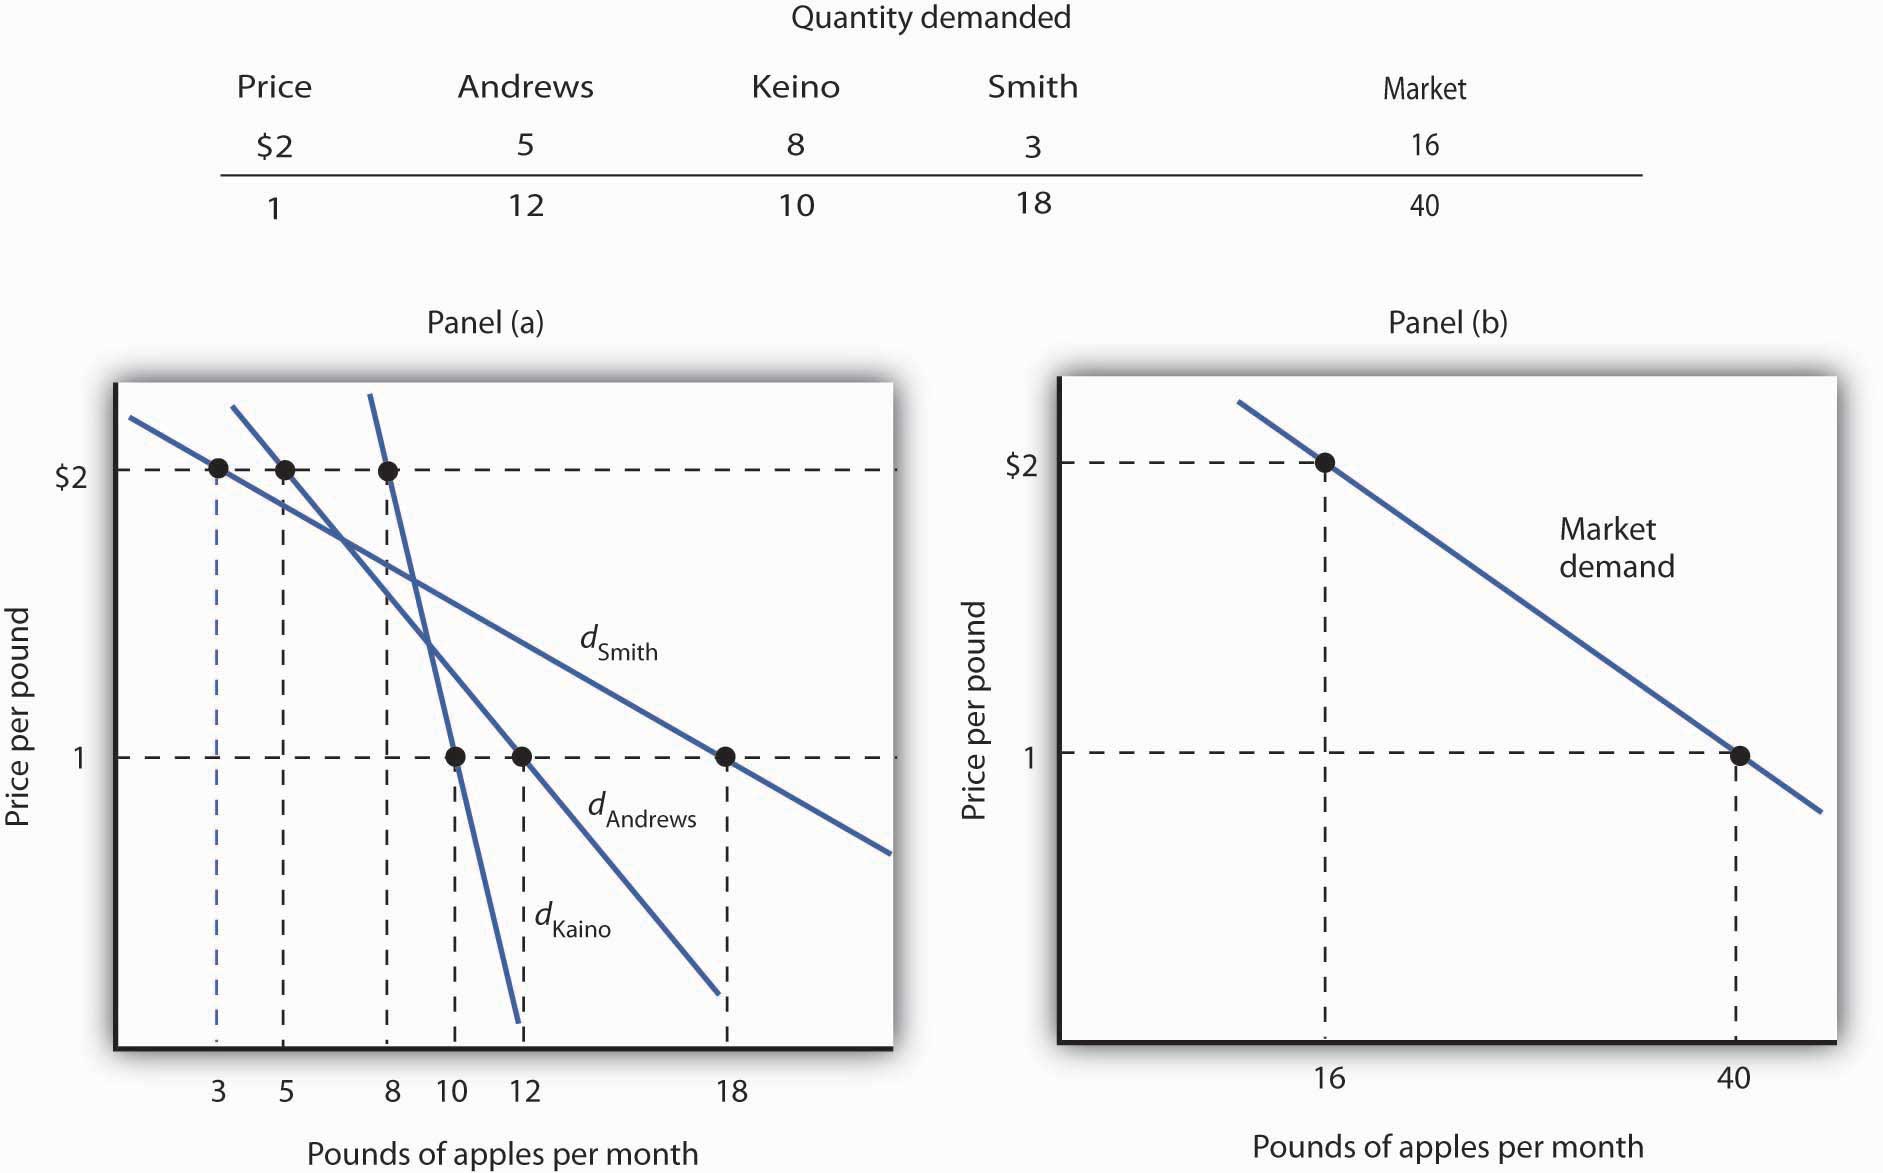 Quantity demanded
Price Andrews Keino Smith Market
$2 5 8 3 16
1 12 10 18 40
Panel (a)
Price per pound
$2
1
dSmith
dAndrews
dKaino
3 5 8 10 12 18
Pounds of apples per month
Panel (b)
Price per pound
$2
1
Market
demand
16 40
Pounds of apples per month